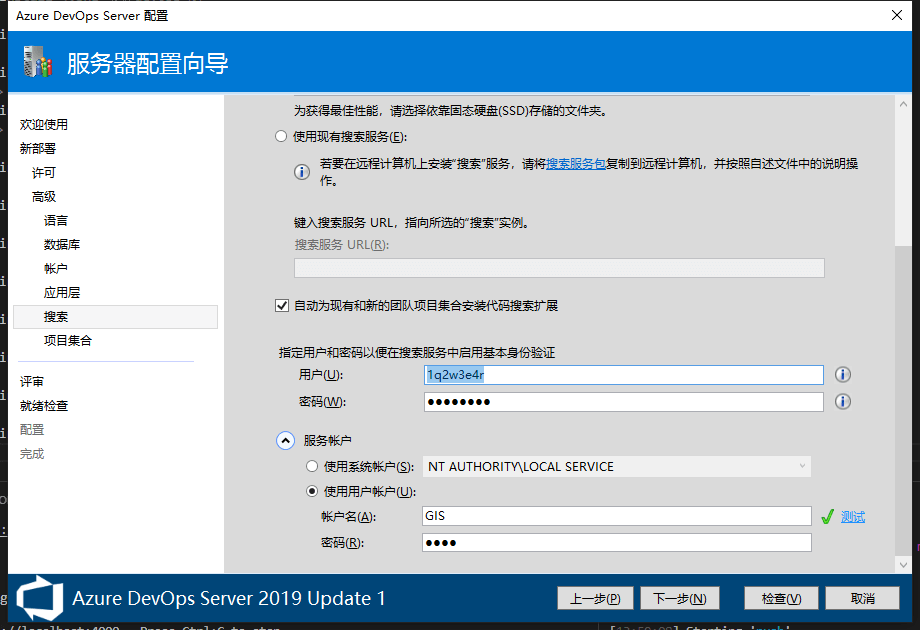 Azure DevOps Server 配置
服务器配置向导
欢迎使用
新部署
许可
高级
语言
数据库
帐户
应用层
搜索
项目集合
评审
就绪检查
配置
完成
为获得最佳性能，请选择依靠固态硬盘(SSD)存储的文件夹。
使用现有搜索服务(E):
若要在远程计算机上安装“搜索”服务，请将搜索服务包复制到远程计算机，并按照自述文件中的说明操
作。
键入搜索服务 URL，指向所选的“搜索”实例。
搜索服务 URL(R):
自动为现有和新的团队项目集合安装代码搜索扩展
指定用户和密码以便在搜索服务中启用基本身份验证
用户(U): 1q2w3e4r
密码(W): ●●●●●●●●
服务帐户
使用系统帐户(S): NT AUTHORITY\LOCAL SERVICE
使用用户帐户(U):
帐户名(A): GIS 测试
密码(R): ●●●●
Azure DevOps Server 2019 Update 1
上一步(P) 下一步(N) 检查(V) 取消